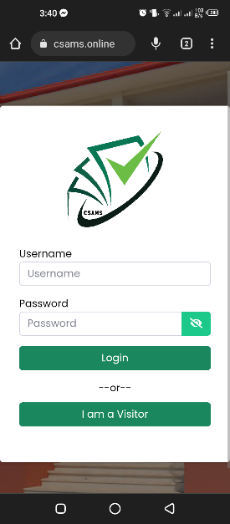 3:40
csams.online
2
CSAMS
Username
Username
Password
Password
Login
--or--
I am a Visitor